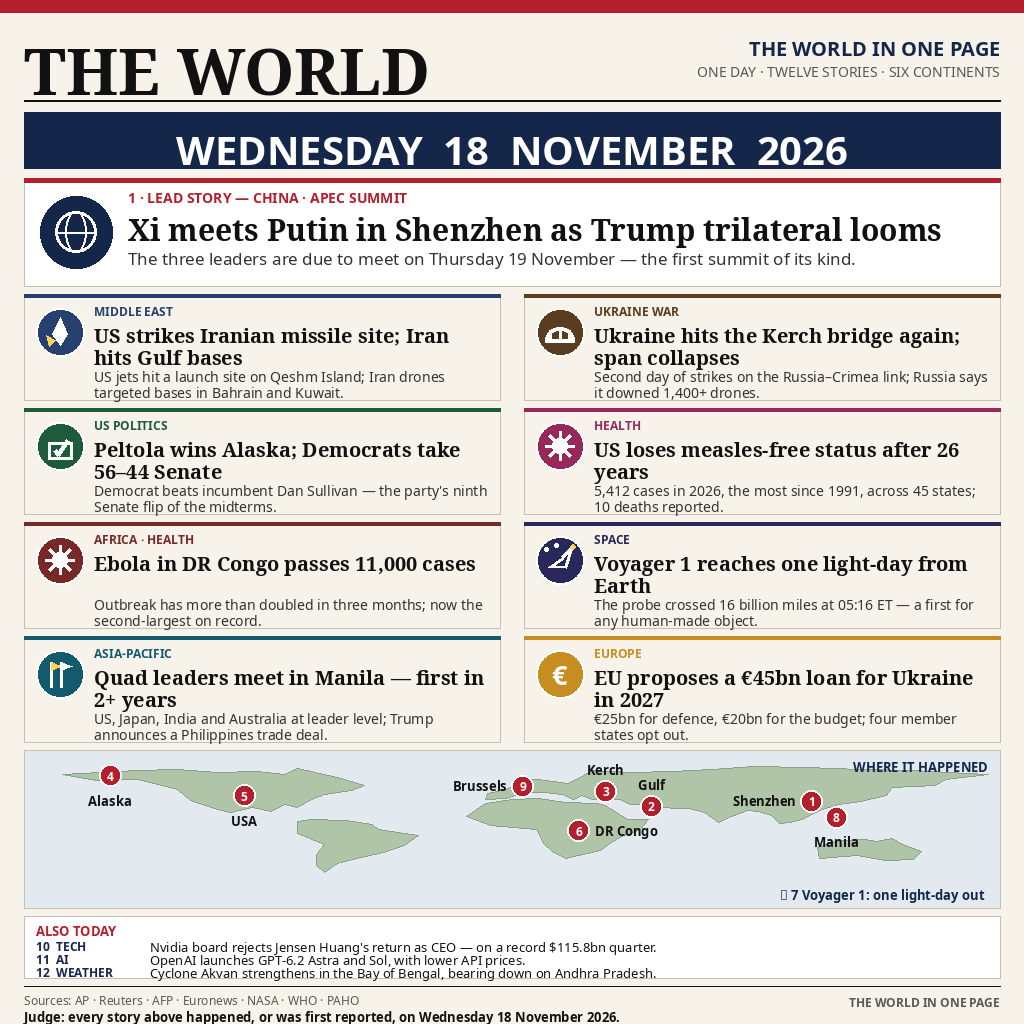 THE WORLD
THE WORLD IN ONE PAGE
ONE DAY · TWELVE STORIES · SIX CONTINENTS
WEDNESDAY 18 NOVEMBER 2026
1 · LEAD STORY — CHINA · APEC SUMMIT
Xi meets Putin in Shenzhen as Trump trilateral looms
The three leaders are due to meet on Thursday 19 November — the first summit of its kind.
MIDDLE EAST
US strikes Iranian missile site; Iran
hits Gulf bases
US jets hit a launch site on Qeshm Island; Iran drones
targeted bases in Bahrain and Kuwait.
UKRAINE WAR
Ukraine hits the Kerch bridge again;
span collapses
Second day of strikes on the Russia–Crimea link; Russia says
it downed 1,400+ drones.
US POLITICS
Peltola wins Alaska; Democrats take
56–44 Senate
Democrat beats incumbent Dan Sullivan — the party's ninth
Senate flip of the midterms.
HEALTH
US loses measles-free status after 26
years
5,412 cases in 2026, the most since 1991, across 45 states;
10 deaths reported.
AFRICA · HEALTH
Ebola in DR Congo passes 11,000 cases
Outbreak has more than doubled in three months; now the
second-largest on record.
SPACE
Voyager 1 reaches one light-day from
Earth
The probe crossed 16 billion miles at 05:16 ET — a first for
any human-made object.
ASIA-PACIFIC
Quad leaders meet in Manila — first in
2+ years
US, Japan, India and Australia at leader level; Trump
announces a Philippines trade deal.
€
EUROPE
EU proposes a €45bn loan for Ukraine
in 2027
€25bn for defence, €20bn for the budget; four member
states opt out.
WHERE IT HAPPENED
4
Alaska
5
USA
Brussels 9
Kerch
3
Gulf
2
6 DR Congo
Shenzhen 1
8
Manila
7 Voyager 1: one light-day out
ALSO TODAY
10 TECH Nvidia board rejects Jensen Huang's return as CEO — on a record $115.8bn quarter.
11 AI OpenAI launches GPT-6.2 Astra and Sol, with lower API prices.
12 WEATHER Cyclone Akvan strengthens in the Bay of Bengal, bearing down on Andhra Pradesh.
Sources: AP · Reuters · AFP · Euronews · NASA · WHO · PAHO
THE WORLD IN ONE PAGE
Judge: every story above happened, or was first reported, on Wednesday 18 November 2026.